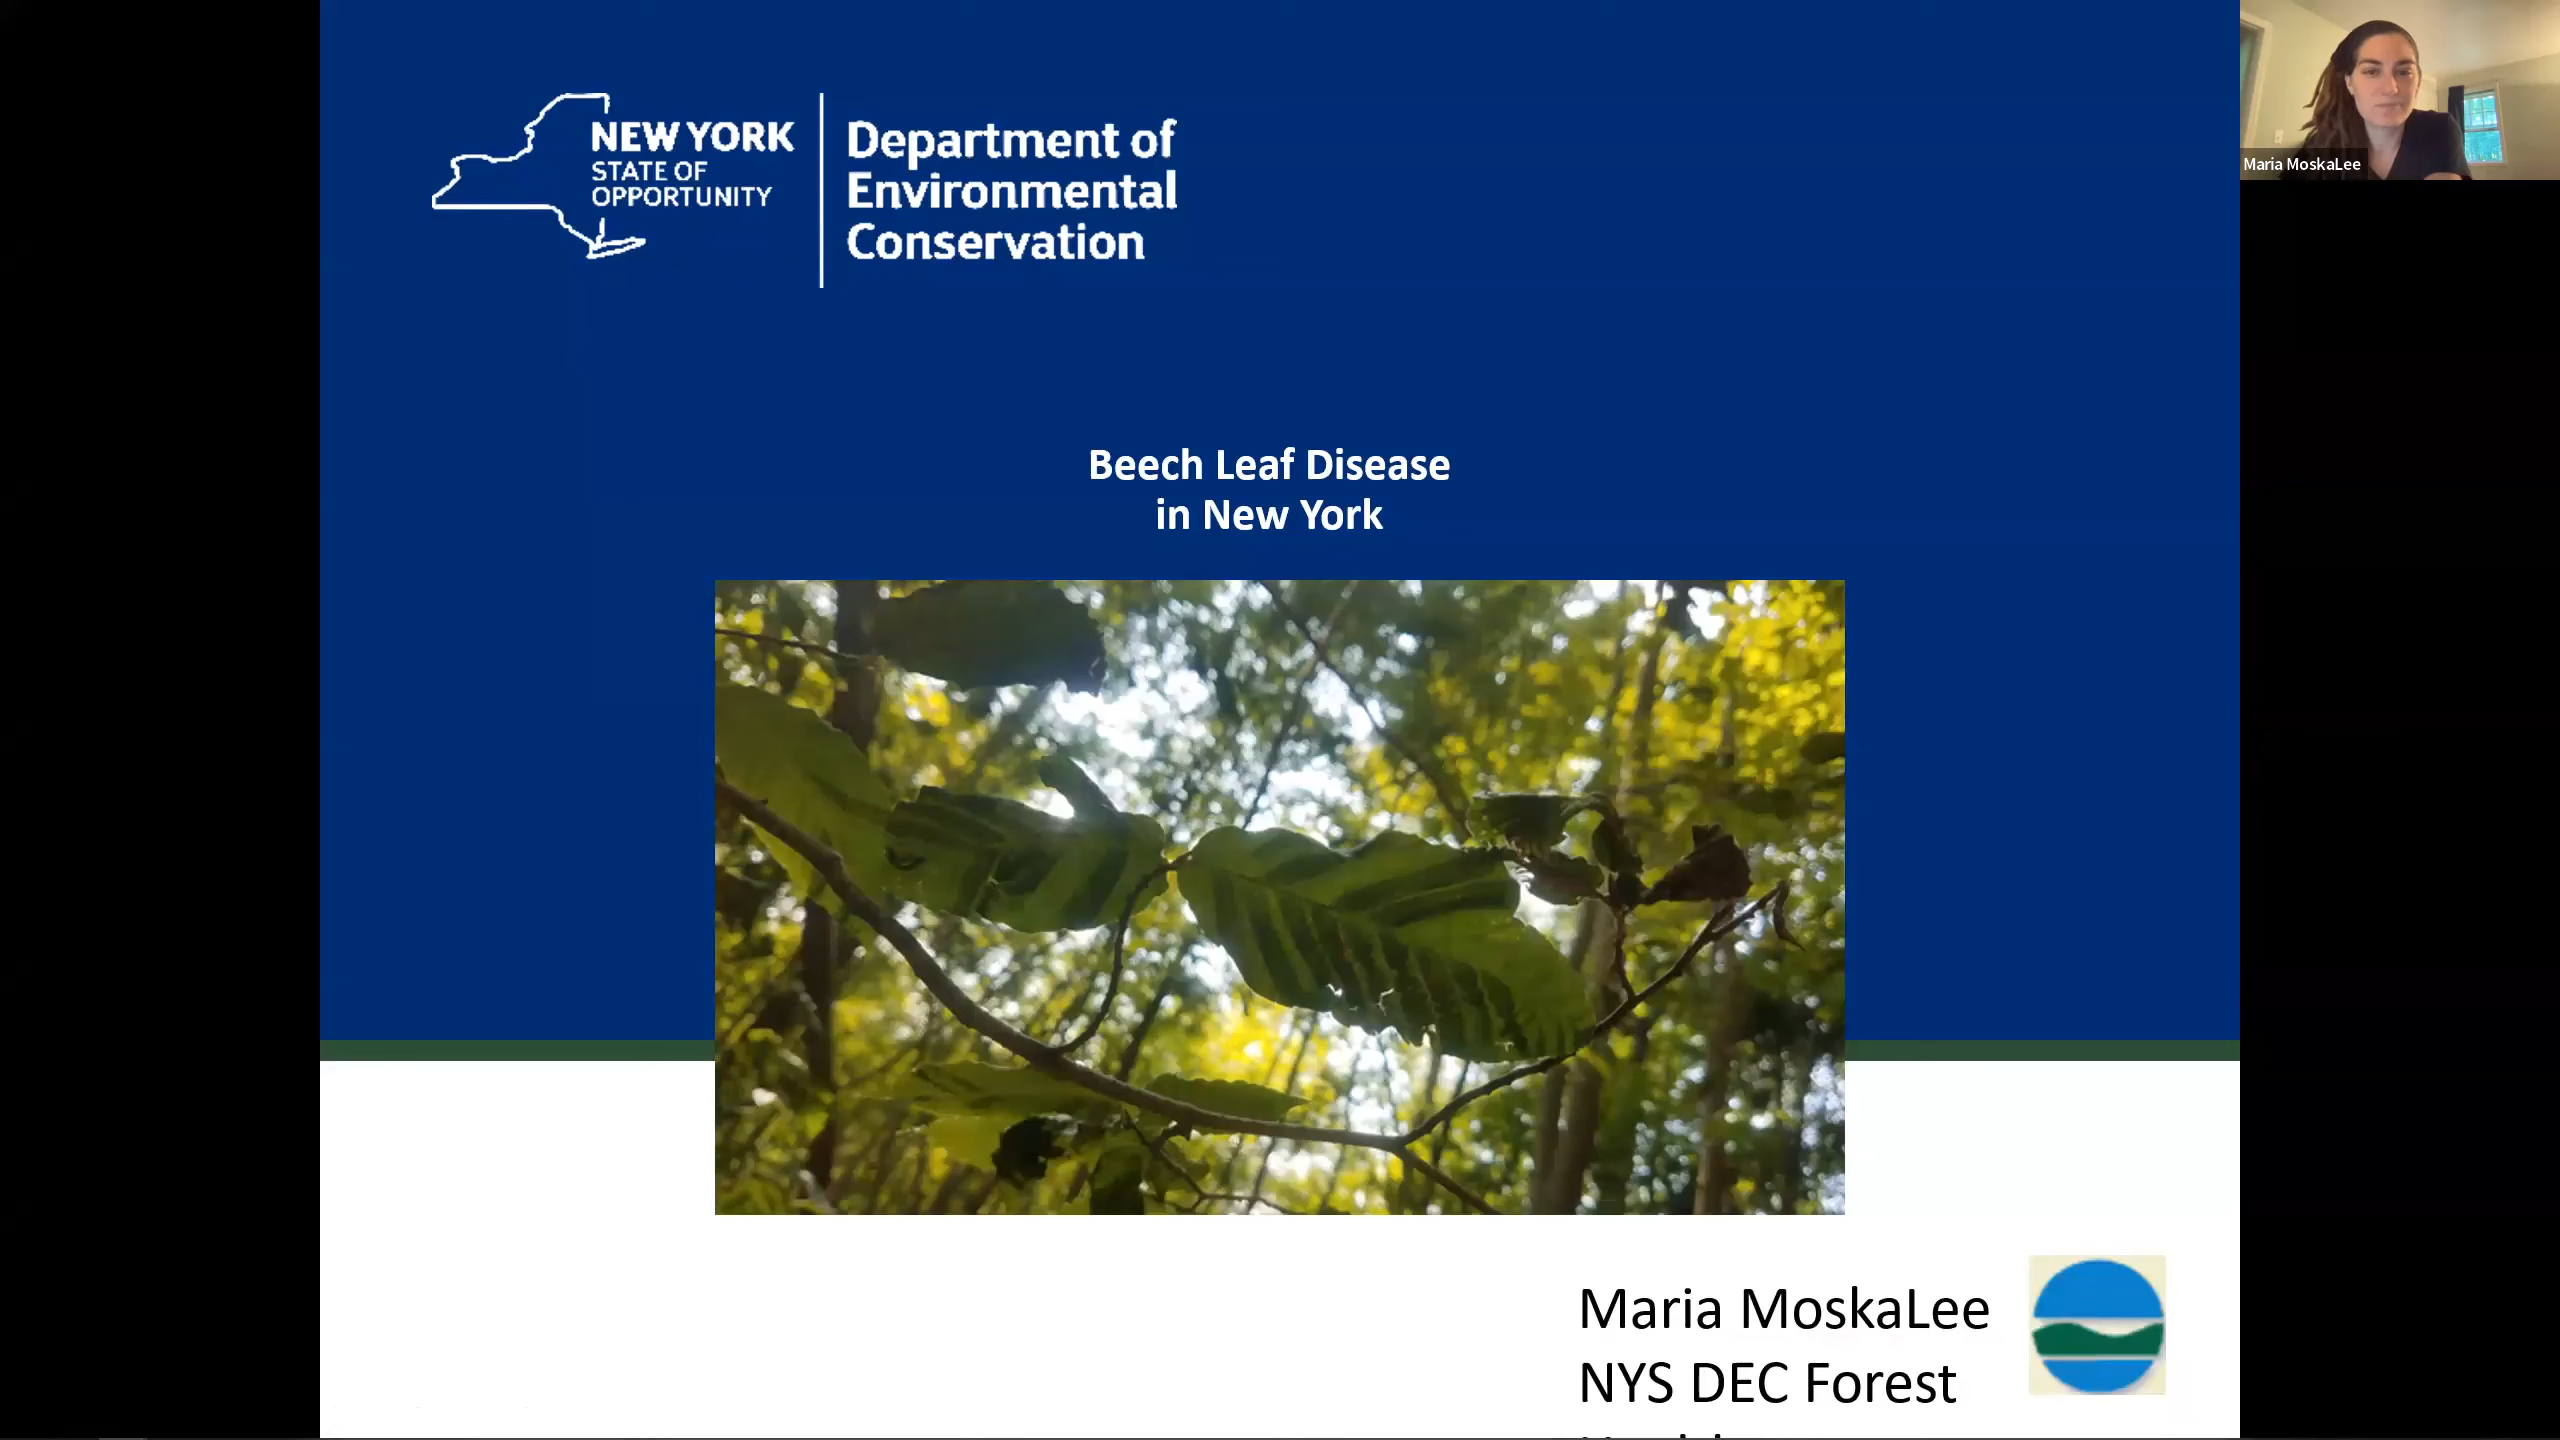 NEW YORK
STATE OF
OPPORTUNITY
Department of
Environmental
Conservation
Maria MoskaLee
Beech Leaf Disease
in New York
Maria MoskaLee
NYS DEC Forest